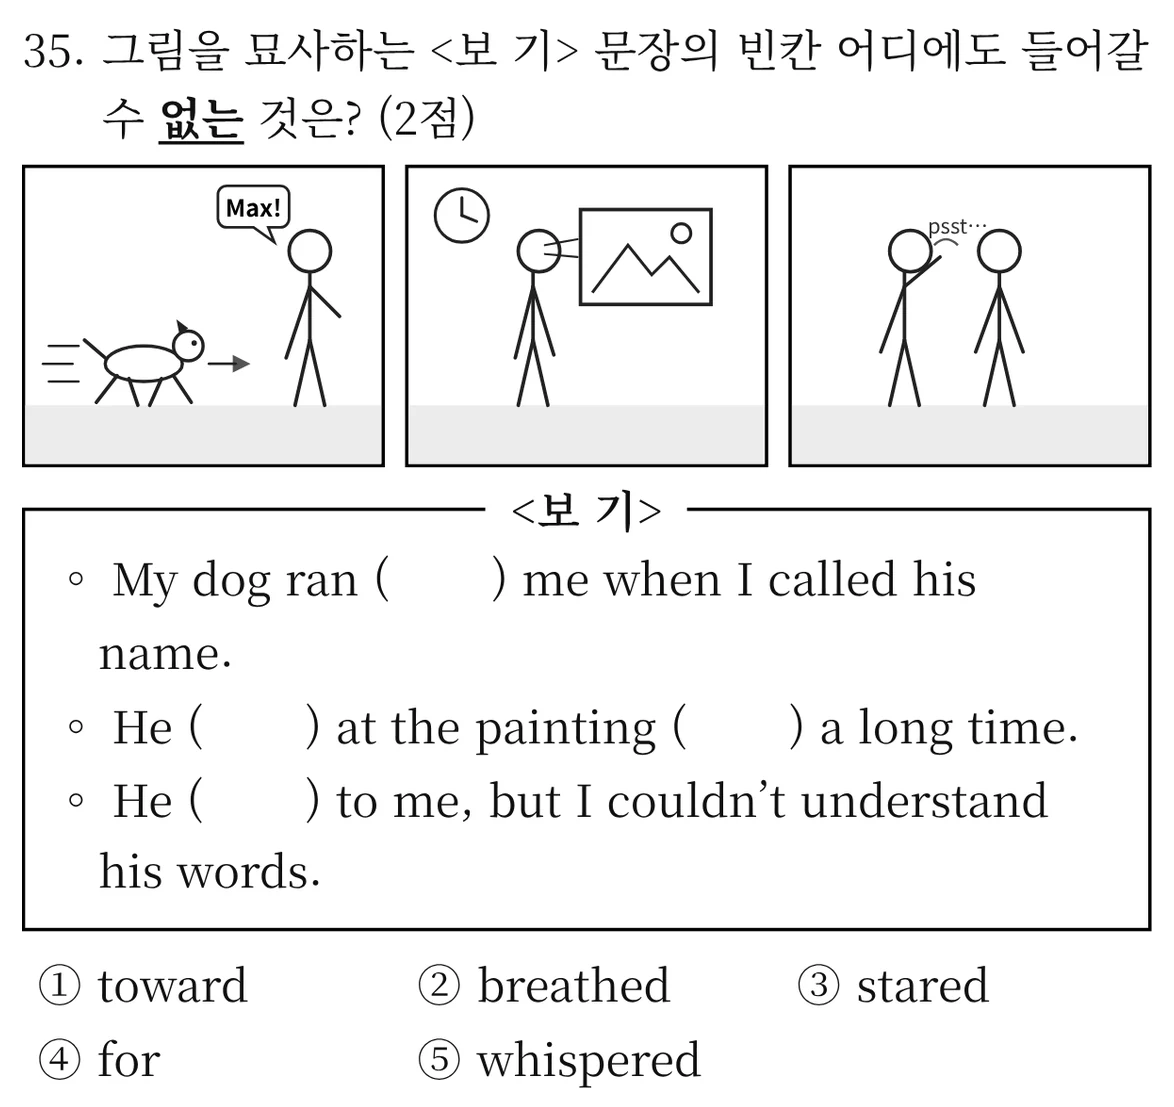 35. 그림을 묘사하는 <보 기> 문장의 빈칸 어디에도 들어갈
수 없는 것은? (2점)
Max!
psst…
<보 기>
◦ My dog ran (      ) me when I called his
name.
◦ He (      ) at the painting (      ) a long time.
◦ He (      ) to me, but I couldn’t understand
his words.
① toward ② breathed ③ stared
④ for ⑤ whispered